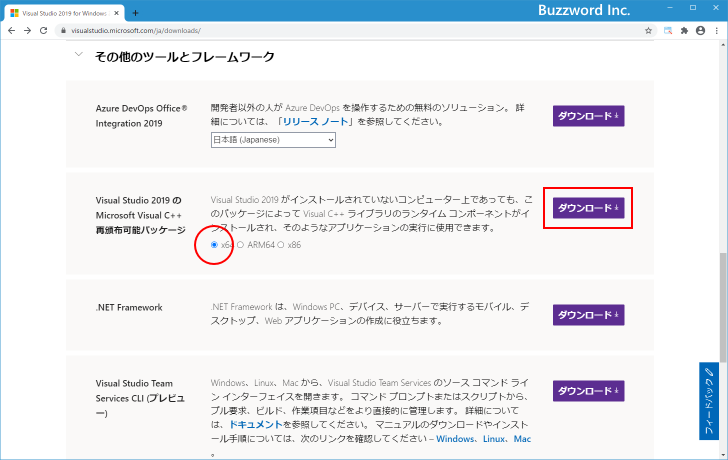 Visual Studio 2019 for Windows
Buzzword Inc.
visualstudio.microsoft.com/ja/downloads/
その他のツールとフレームワーク
Azure DevOps Office®
Integration 2019
開発者以外の人が Azure DevOps を操作するための無料のソリューション。 詳
細については、「リリース ノート」を参照してください。
日本語 (Japanese)
ダウンロード
Visual Studio 2019 の
Microsoft Visual C++
再頒布可能パッケージ
Visual Studio 2019 がインストールされていないコンピューター上であっても、こ
のパッケージによって Visual C++ ライブラリのランタイム コンポーネントがイ
ンストールされ、そのようなアプリケーションの実行に使用できます。
x64 ARM64 x86
ダウンロード
.NET Framework
.NET Framework は、Windows PC、デバイス、サーバーで実行するモバイル、デ
スクトップ、Web アプリケーションの作成に役立ちます。
ダウンロード
Visual Studio Team
Services CLI (プレビュ
ー)
Windows、Linux、Mac から、Visual Studio Team Services のソース コマンド ライ
ン インターフェイスを開きます。 コマンド プロンプトまたはスクリプトから、
プル要求、ビルド、作業項目などをより直接的に管理します。 詳細について
は、ドキュメントを参照してください。 マニュアルのダウンロードやインスト
ール手順については、次のリンクを確認してください – Windows、Linux、Mac
。
ダウンロード
フィードバック